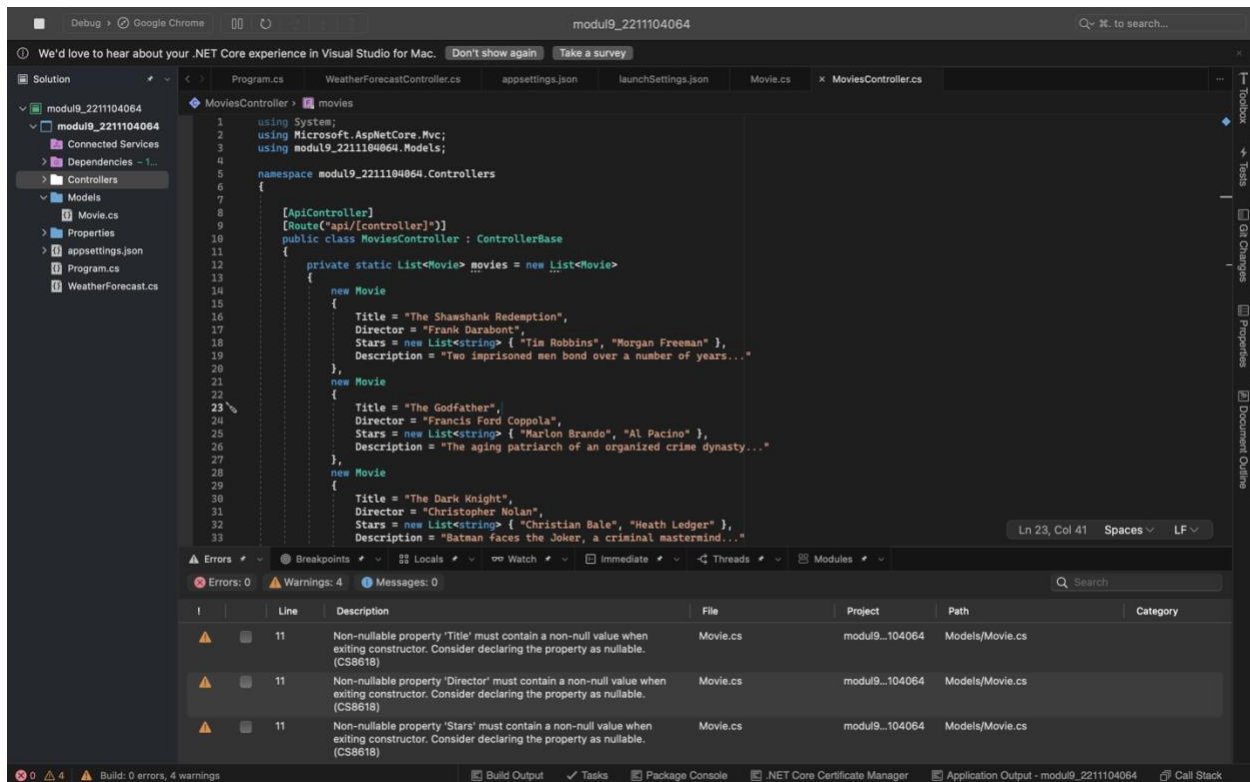 Debug › Google Chrome
modul9_2211104064
⌘. to search...
We'd love to hear about your .NET Core experience in Visual Studio for Mac. Don't show again Take a survey
Solution
Program.cs WeatherForecastController.cs appsettings.json launchSettings.json Movie.cs × MoviesController.cs
modul9_2211104064
modul9_2211104064
Connected Services
Dependencies – 1...
Controllers
Models
Movie.cs
Properties
appsettings.json
Program.cs
WeatherForecast.cs
MoviesController › movies
1 using System;
2 using Microsoft.AspNetCore.Mvc;
3 using modul9_2211104064.Models;
4
5 namespace modul9_2211104064.Controllers
6 {
7
8 [ApiController]
9 [Route("api/[controller]")]
10 public class MoviesController : ControllerBase
11 {
12 private static List<Movie> movies = new List<Movie>
13 {
14 new Movie
15 {
16 Title = "The Shawshank Redemption",
17 Director = "Frank Darabont",
18 Stars = new List<string> { "Tim Robbins", "Morgan Freeman" },
19 Description = "Two imprisoned men bond over a number of years..."
20 },
21 new Movie
22 {
23 Title = "The Godfather",
24 Director = "Francis Ford Coppola",
25 Stars = new List<string> { "Marlon Brando", "Al Pacino" },
26 Description = "The aging patriarch of an organized crime dynasty..."
27 },
28 new Movie
29 {
30 Title = "The Dark Knight",
31 Director = "Christopher Nolan",
32 Stars = new List<string> { "Christian Bale", "Heath Ledger" },
33 Description = "Batman faces the Joker, a criminal mastermind..."
Ln 23, Col 41 Spaces LF
Toolbox
Tests
Git Changes
Properties
Document Outline
Errors Breakpoints Locals Watch Immediate Threads Modules
Errors: 0 Warnings: 4 Messages: 0 Search
! Line Description File Project Path Category
11 Non-nullable property 'Title' must contain a non-null value when Movie.cs modul9...104064 Models/Movie.cs
exiting constructor. Consider declaring the property as nullable.
(CS8618)
11 Non-nullable property 'Director' must contain a non-null value when Movie.cs modul9...104064 Models/Movie.cs
exiting constructor. Consider declaring the property as nullable.
(CS8618)
11 Non-nullable property 'Stars' must contain a non-null value when Movie.cs modul9...104064 Models/Movie.cs
exiting constructor. Consider declaring the property as nullable.
(CS8618)
0 4 Build: 0 errors, 4 warnings Build Output Tasks Package Console .NET Core Certificate Manager Application Output - modul9_2211104064 Call Stack